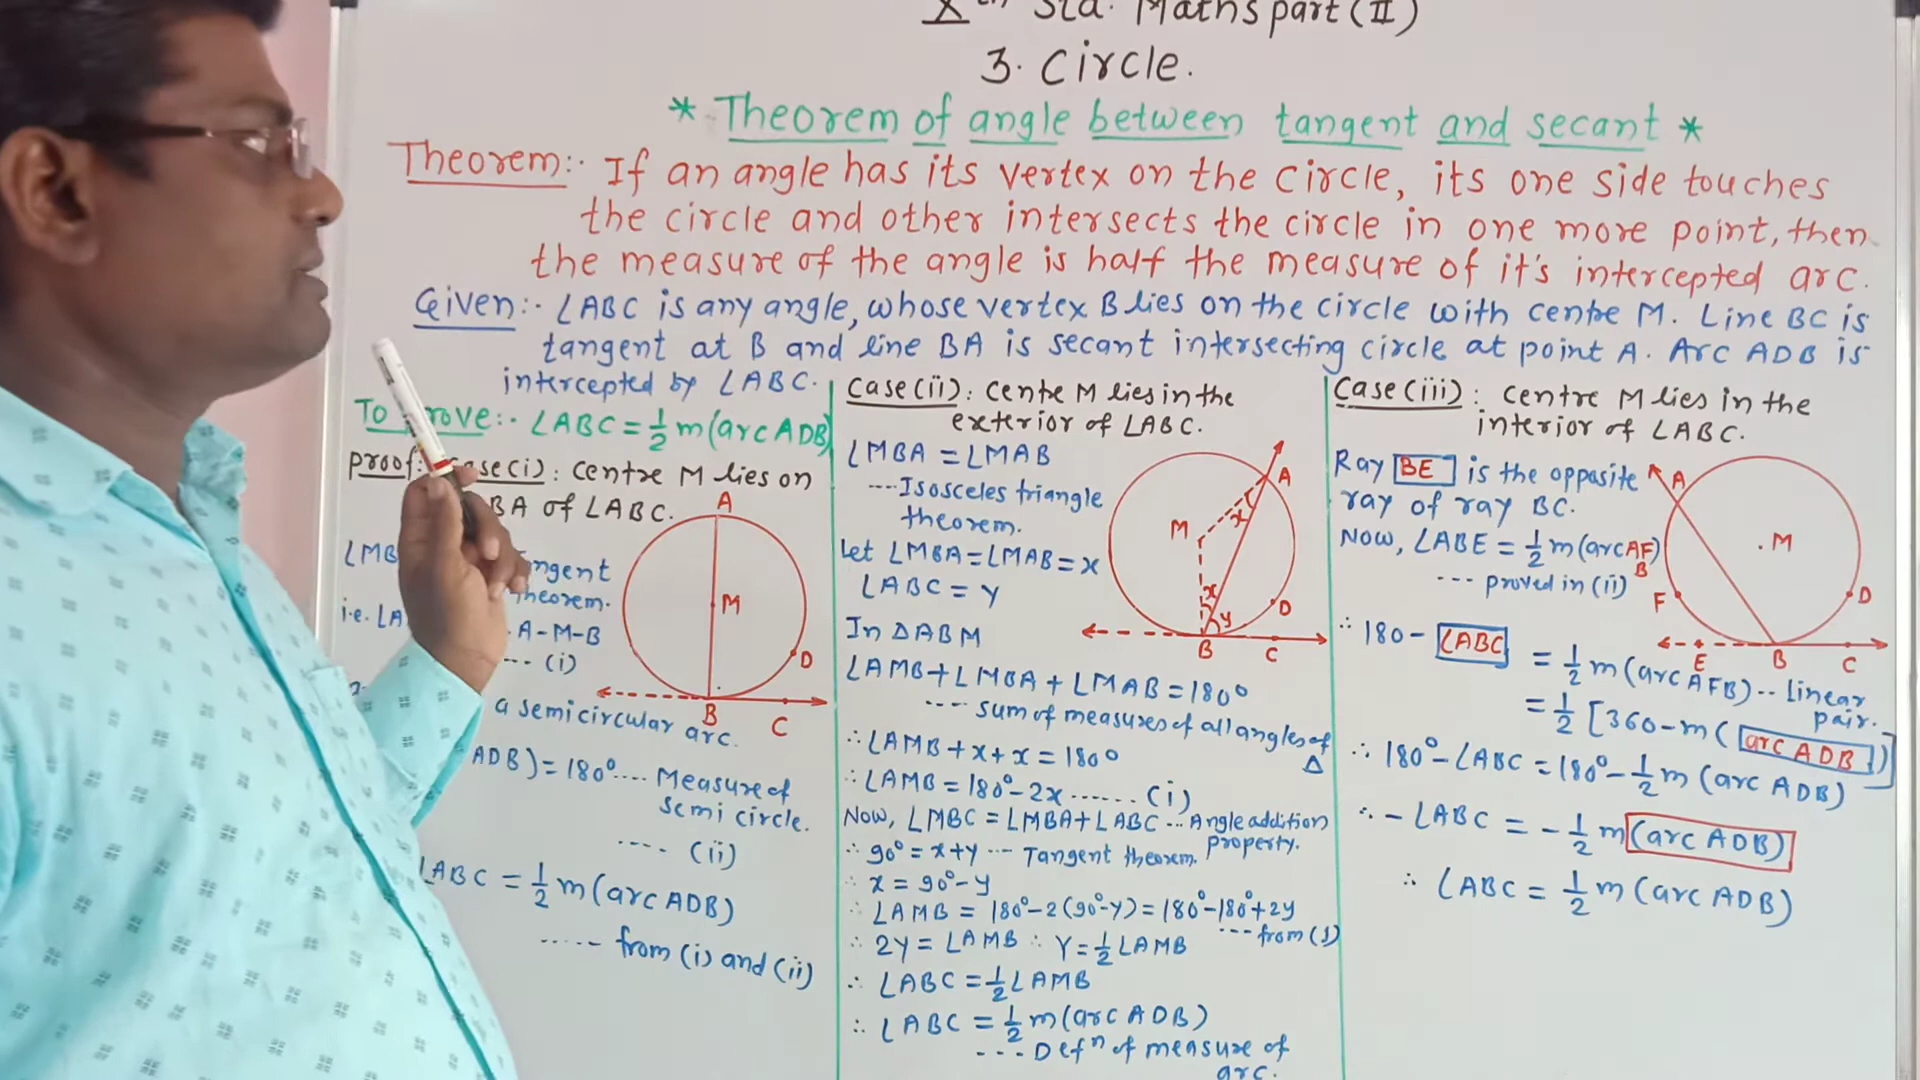 Xth Std. Maths part (II)
3. Circle.
* Theorem of angle between tangent and secant *
Theorem:- If an angle has its vertex on the circle, its one side touches
the circle and other intersects the circle in one more point, then
the measure of the angle is half the measure of it's intercepted arc.
Given:- ∠ABC is any angle, whose vertex B lies on the circle with centre M. Line BC is
tangent at B and line BA is secant intersecting circle at point A. Arc ADB is
intercepted by ∠ABC.
To prove:- ∠ABC = 1/2 m(arc ADB)
Proof: Case(i): Centre M lies on
BA of ∠ABC.
∠MB
ngent
theorem.
i.e. ∠A
A-M-B
--- (i)
a semicircular arc.
ADB) = 180° .... Measure of
semi circle.
---- (ii)
∠ABC = 1/2 m(arc ADB)
----- from (i) and (ii)
A
M
D
B
C
Case(ii): Centre M lies in the
exterior of ∠ABC.
∠MBA = ∠MAB
---- Isosceles triangle
theorem.
Let ∠MBA = ∠MAB = x
∠ABC = y
In ΔABM
∠AMB + ∠MBA + ∠MAB = 180°
---- sum of measures of all angles of
Δ
∴ ∠AMB + x + x = 180°
∴ ∠AMB = 180° - 2x ...... (i)
Now, ∠MBC = ∠MBA + ∠ABC --- Angle addition
property.
∴ 90° = x+y --- Tangent theorem.
∴ x = 90° - y
∴ ∠AMB = 180° - 2(90° - y) = 180° - 180° + 2y
--- from (1)
∴ 2y = ∠AMB ∴ y = 1/2 ∠AMB
∴ ∠ABC = 1/2 ∠AMB
∴ ∠ABC = 1/2 m(arc ADB)
--- Defn of measure of
arc.
A
M
x
x
y
D
B
C
Case(iii): Centre M lies in the
interior of ∠ABC.
Ray BE is the opposite
ray of ray BC.
Now, ∠ABE = 1/2 m(arc AF
B)
--- proved in (ii)
∴ 180 - ∠ABC = 1/2 m(arc AFB) -- linear
pair.
= 1/2 [360 - m(arc ADB)]
∴ 180° - ∠ABC = 180° - 1/2 m(arc ADB)
∴ - ∠ABC = - 1/2 m(arc ADB)
∴ ∠ABC = 1/2 m(arc ADB)
A
M
F
D
E
B
C